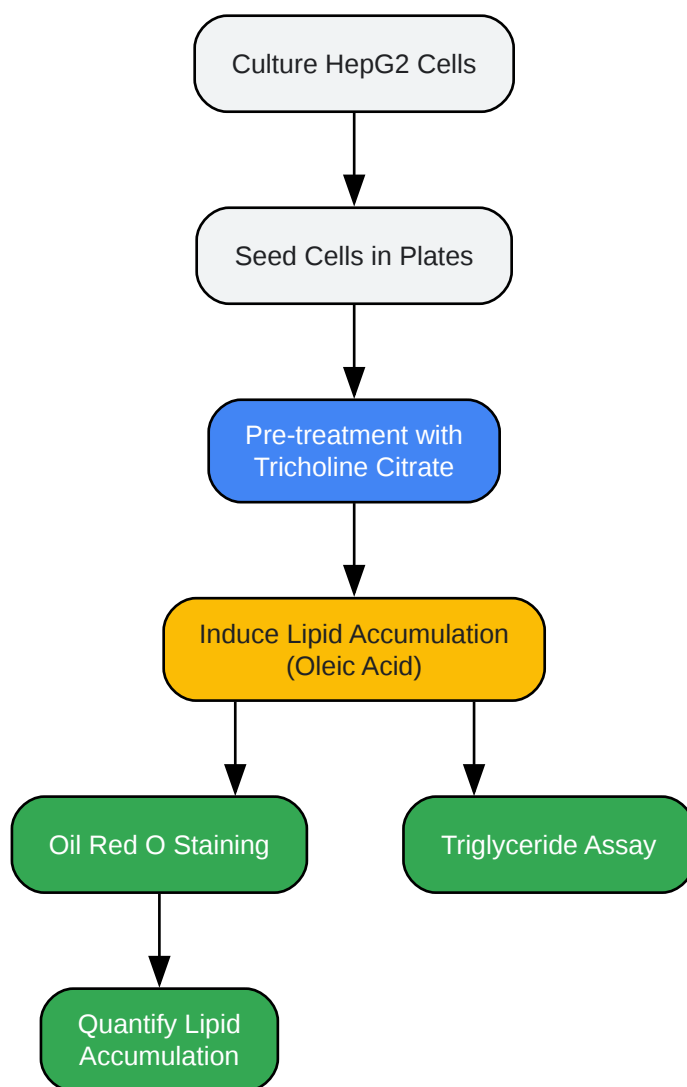 Culture HepG2 Cells
Seed Cells in Plates
Pre-treatment with
Tricholine Citrate
Induce Lipid Accumulation
(Oleic Acid)
Oil Red O Staining
Triglyceride Assay
Quantify Lipid
Accumulation